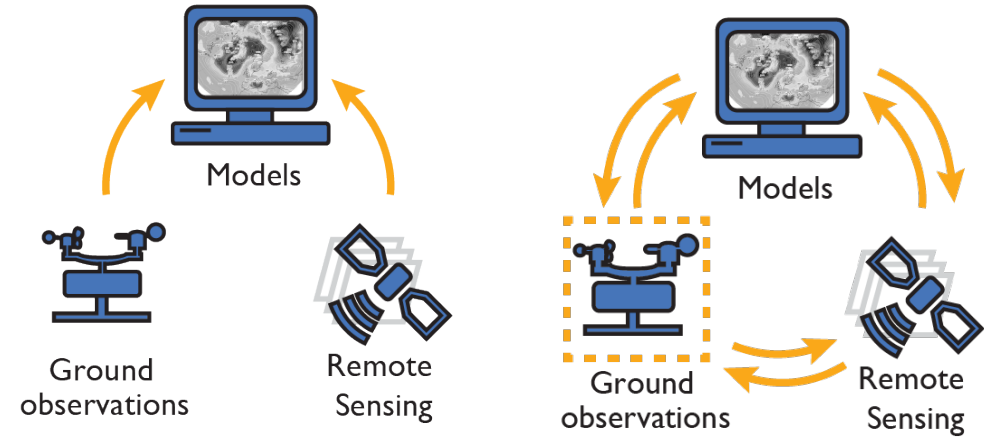 Models
Ground
observations
Remote
Sensing
Models
Ground
observations
Remote
Sensing